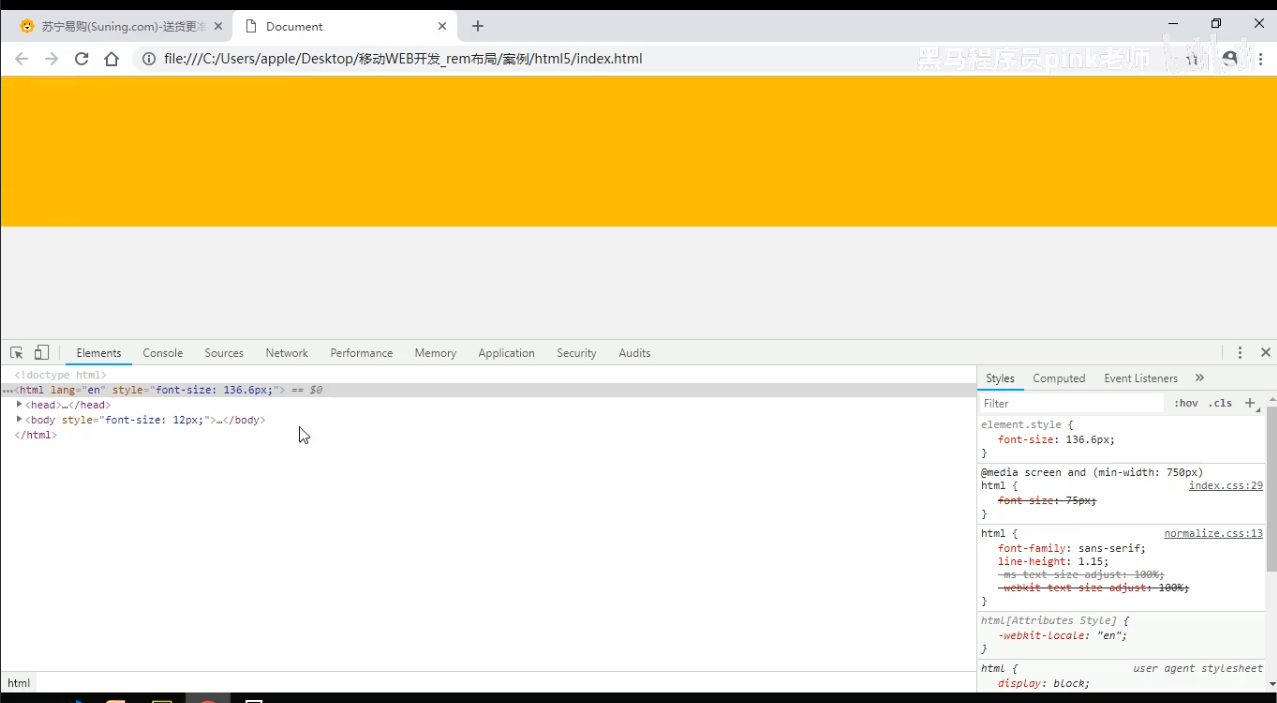 苏宁易购(Suning.com)-送货更准
Document
file:///C:/Users/apple/Desktop/移动WEB开发_rem布局/案例/html5/index.html
黑马程序员pink老师
Elements Console Sources Network Performance Memory Application Security Audits
<!doctype html>
…<html lang="en" style="font-size: 136.6px;"> == $0
<head>…</head>
<body style="font-size: 12px;">…</body>
</html>
html
Styles Computed Event Listeners »
Filter :hov .cls +
element.style {
font-size: 136.6px;
}
@media screen and (min-width: 750px)
html { index.css:29
font-size: 75px;
}
html { normalize.css:13
font-family: sans-serif;
line-height: 1.15;
-ms-text-size-adjust: 100%;
-webkit-text-size-adjust: 100%;
}
html[Attributes Style] {
-webkit-locale: "en";
}
html { user agent stylesheet
display: block;